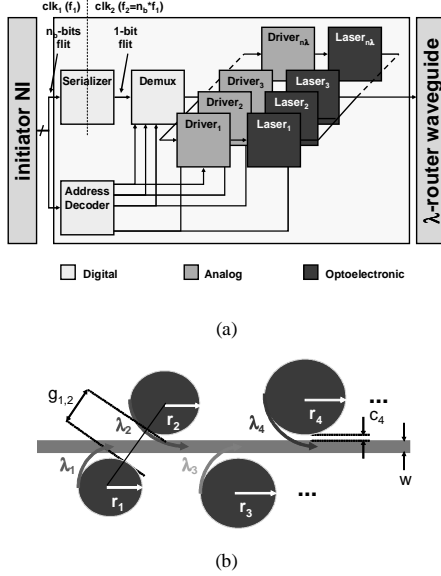 clk₁ (f₁)
clk₂ (f₂=n_b*f₁)
n_b-bits
flit
1-bit
flit
initiator NI
Serializer
Demux
Address
Decoder
Driver_nλ
Driver₃
Driver₂
Driver₁
Laser_nλ
Laser₃
Laser₂
Laser₁
λ-router waveguide
Digital
Analog
Optoelectronic
(a)
g₁,₂
λ₂
r₂
λ₄
r₄
...
c₄
λ₁
r₁
λ₃
r₃
...
w
(b)